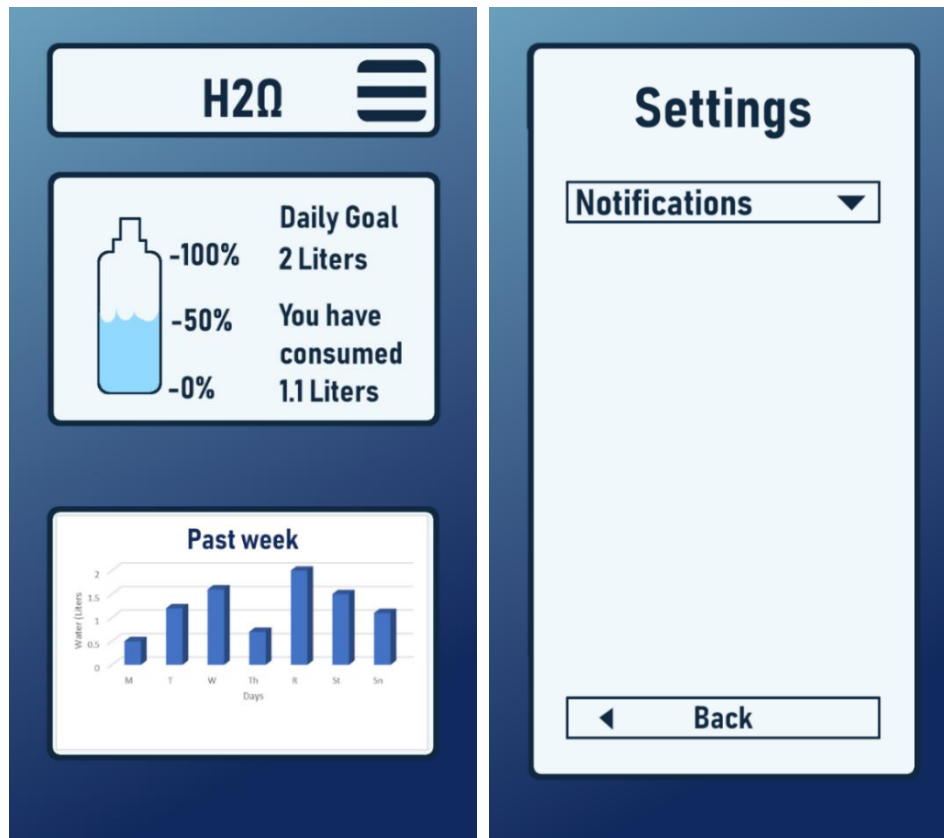 H2Ω
-100%
-50%
-0%
Daily Goal
2 Liters
You have
consumed
1.1 Liters
Past week
Water (Liters
2
1.5
1
0.5
0
M T W Th R St Sn
Days
Settings
Notifications
Back